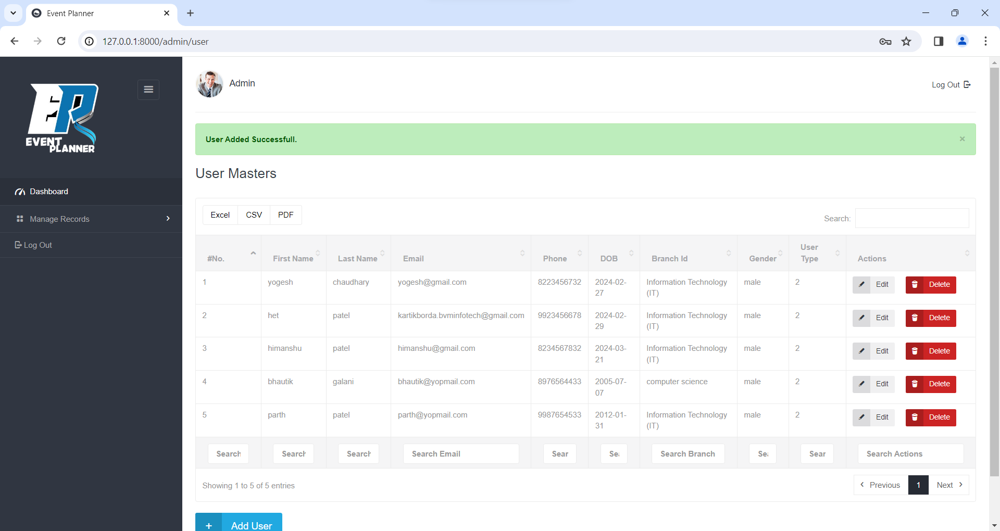 Event Planner
127.0.0.1:8000/admin/user
EVENT
PLANNER
Admin
Log Out
User Added Successfull.
User Masters
Dashboard
Manage Records
Log Out
Excel CSV PDF
Search:
#No. First Name Last Name Email Phone DOB Branch Id Gender User Type Actions
1 yogesh chaudhary yogesh@gmail.com 8223456732 2024-02- Information Technology male 2 Edit Delete
27 (IT)
2 het patel kartikborda.bvminfotech@gmail.com 9923456678 2024-02- Information Technology male 2 Edit Delete
29 (IT)
3 himanshu patel himanshu@gmail.com 8234567832 2024-03- Information Technology male 2 Edit Delete
21 (IT)
4 bhautik galani bhautik@yopmail.com 8976564433 2005-07- computer science male 2 Edit Delete
07
5 parth patel parth@yopmail.com 9987654533 2012-01- Information Technology male 2 Edit Delete
31 (IT)
Search Search Search Search Email Sear Sea Search Branch Sea Sear Search Actions
Showing 1 to 5 of 5 entries
Previous 1 Next
+ Add User